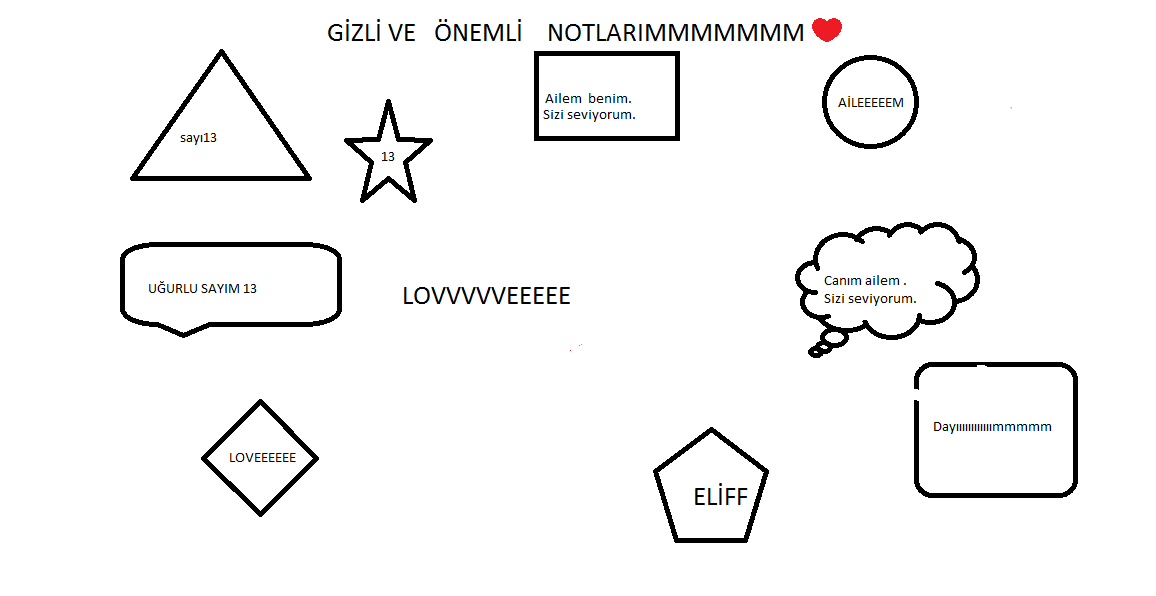 GİZLİ VE ÖNEMLİ NOTLARIMMMMMMM
sayı13
13
Ailem benim.
Sizi seviyorum.
AİLEEEEEM
UĞURLU SAYIM 13
LOVVVVVEEEEE
Canım ailem .
Sizi seviyorum.
LOVEEEEEE
ELİFF
Dayıııııııııııımmmmm